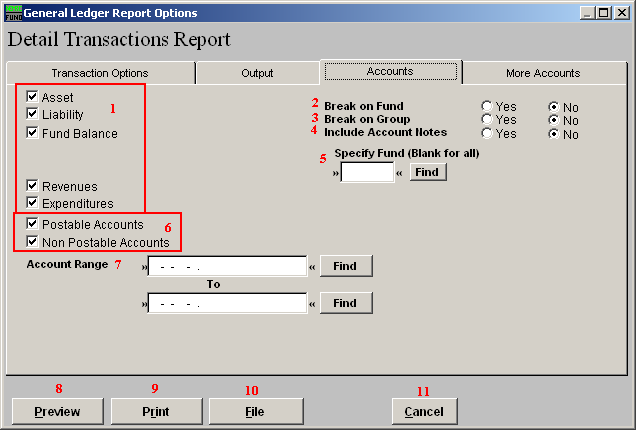 FUND
General Ledger Report Options
Detail Transactions Report
Transaction Options Output Accounts More Accounts
Asset
1
Liability
Fund Balance
Revenues
Expenditures
Postable Accounts
6
Non Postable Accounts
2 Break on Fund Yes No
3 Break on Group Yes No
4 Include Account Notes Yes No
Specify Fund (Blank for all)
5 » « Find
Account Range 7 » - - - . « Find
To
» - - - . « Find
8 9 10 11
Preview Print File Cancel